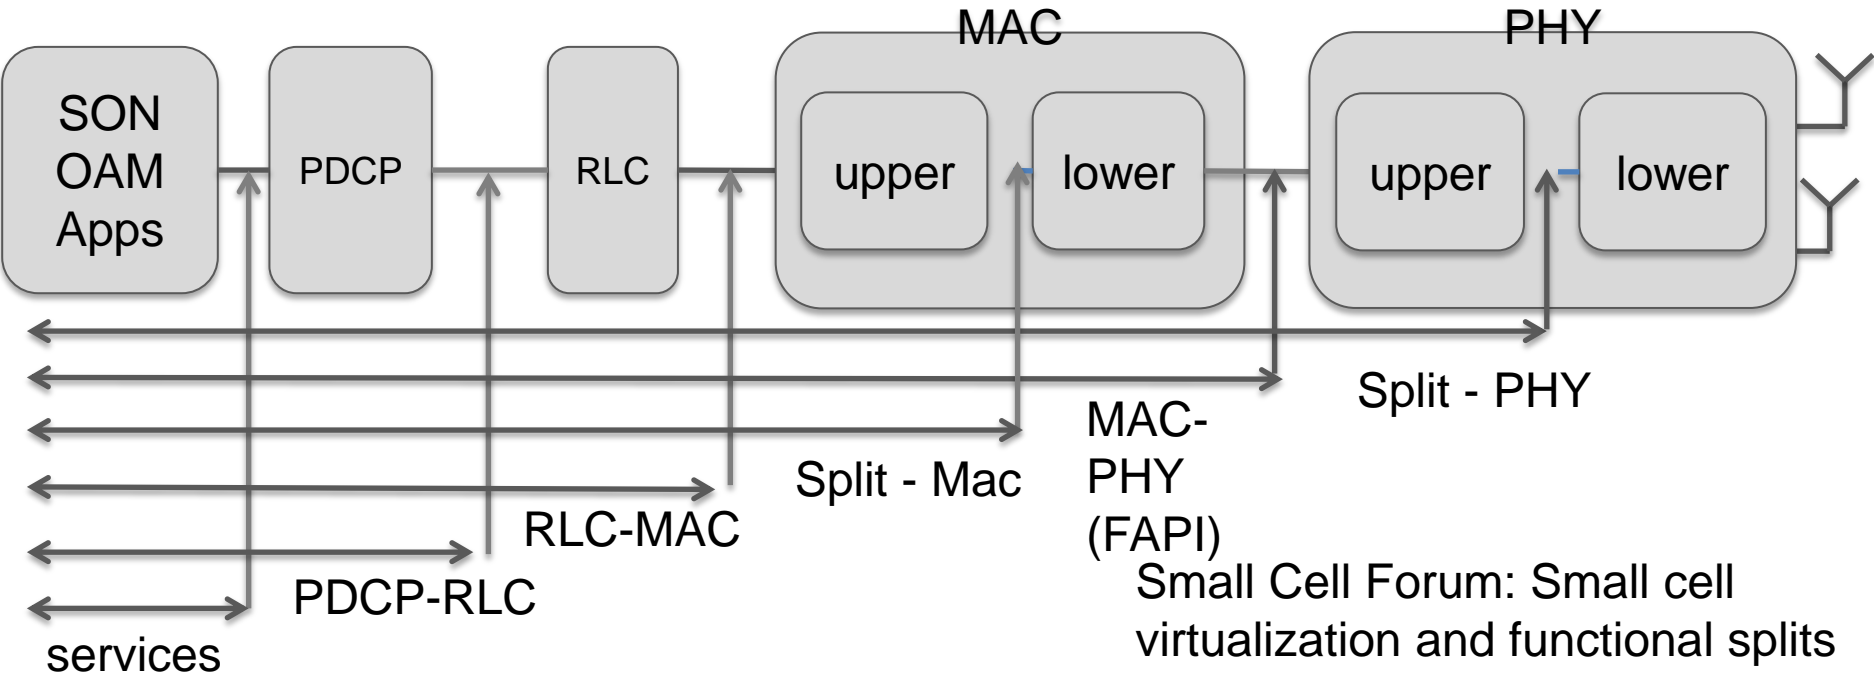 MAC
PHY
SON
OAM
Apps
PDCP
RLC
upper
lower
upper
lower
Split - PHY
MAC-
PHY
(FAPI)
Split - Mac
RLC-MAC
PDCP-RLC
services
Small Cell Forum: Small cell
virtualization and functional splits